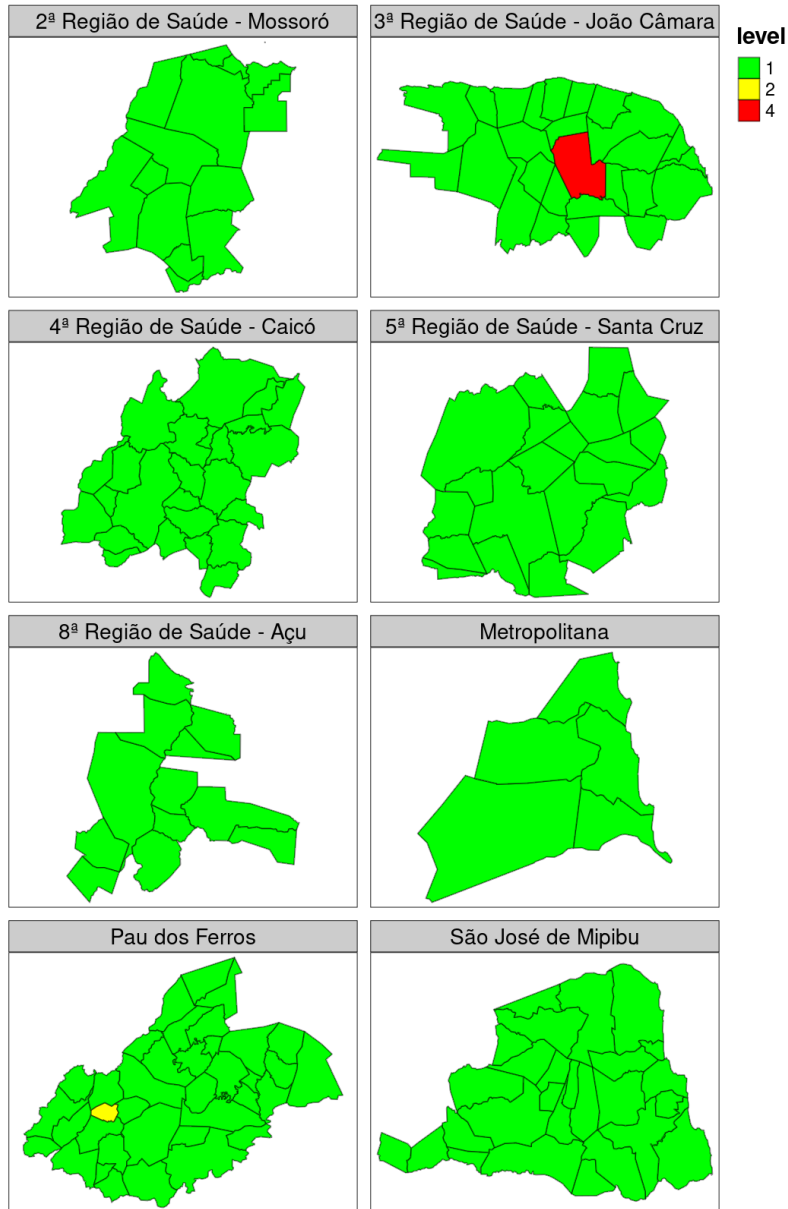 2ª Região de Saúde - Mossoró
3ª Região de Saúde - João Câmara
level
1
2
4
4ª Região de Saúde - Caicó
5ª Região de Saúde - Santa Cruz
8ª Região de Saúde - Açu
Metropolitana
Pau dos Ferros
São José de Mipibu